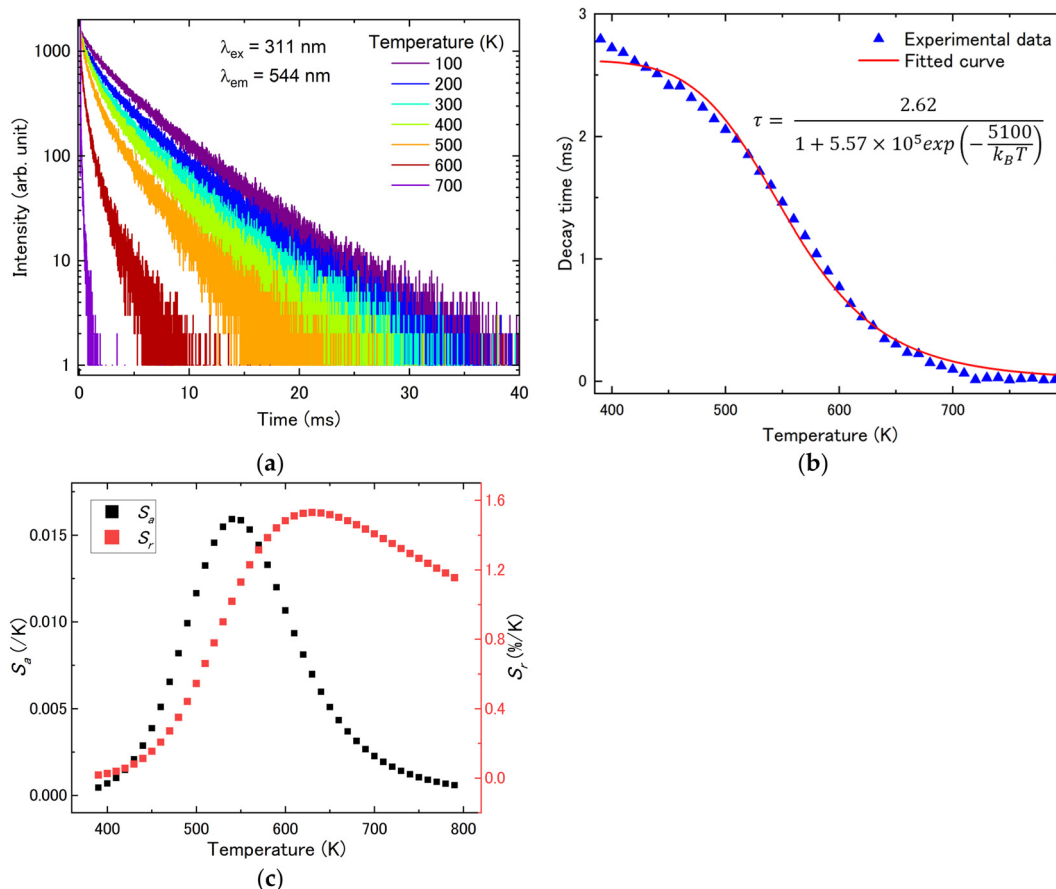 λex = 311 nm
λem = 544 nm
Temperature (K)
100
200
300
400
500
600
700
1000
100
10
1
Intensity (arb. unit)
0 10 20 30 40
Time (ms)
(a)
Experimental data
Fitted curve
τ = 2.62 / (1 + 5.57 × 10⁵exp(−5100/k_BT))
3
2
1
0
Decay time (ms)
400 500 600 700
Temperature (K)
(b)
Sa
Sr
0.015
0.010
0.005
0.000
Sa (/K)
1.6
1.2
0.8
0.4
0.0
Sr (%/K)
400 500 600 700 800
Temperature (K)
(c)